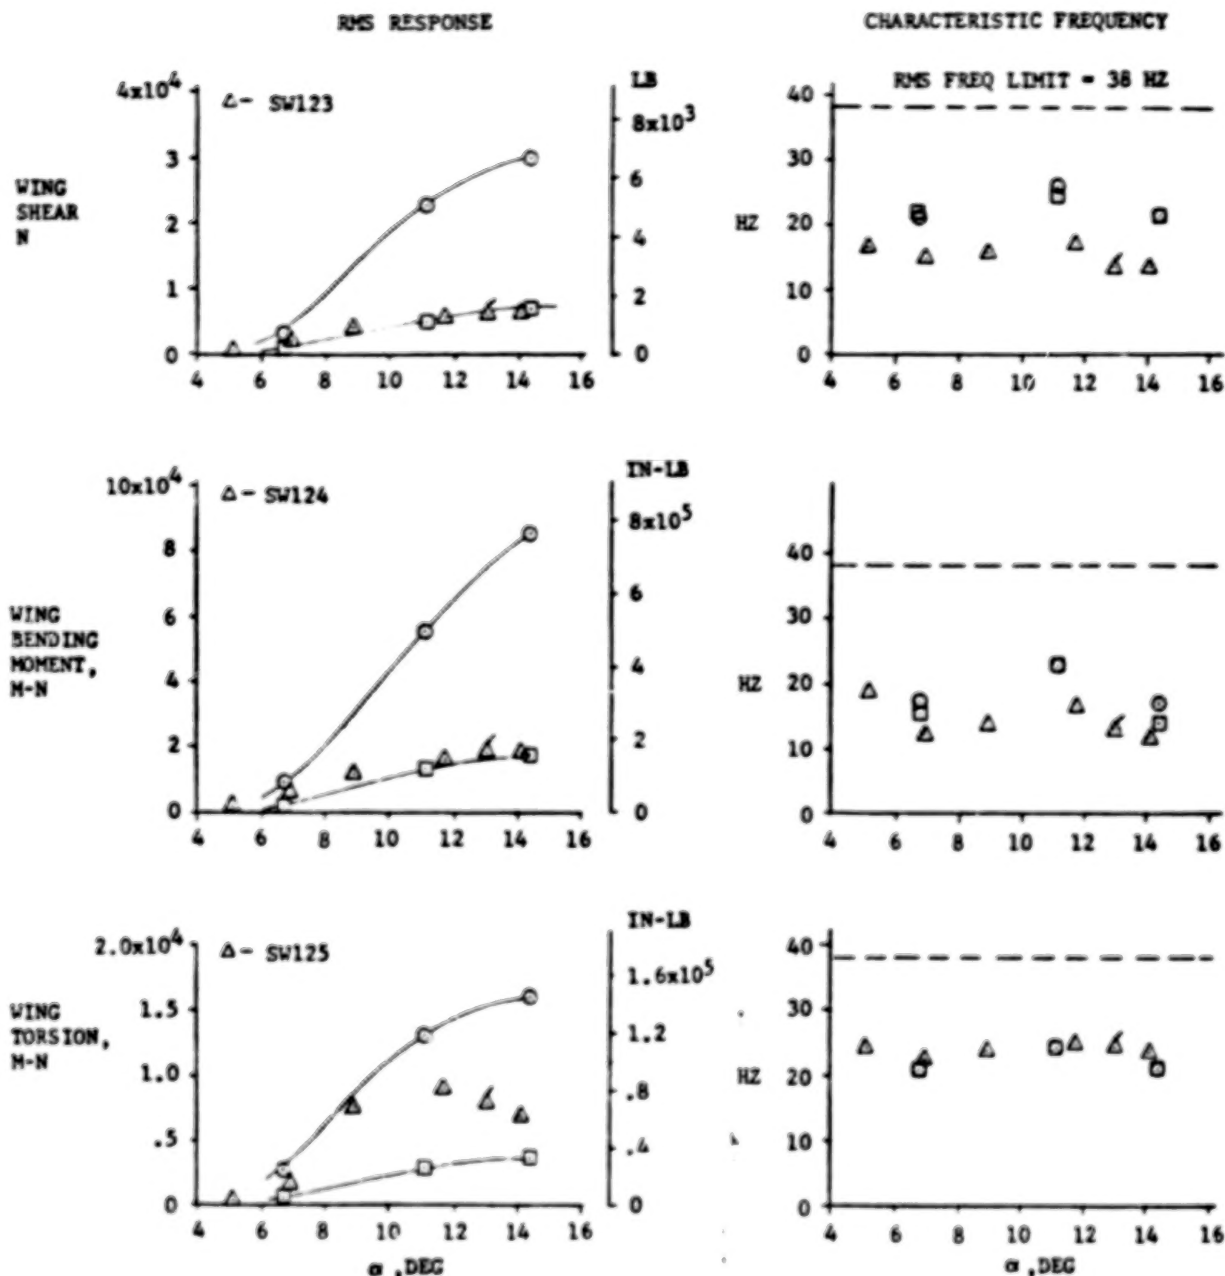 RMS RESPONSE
CHARACTERISTIC FREQUENCY
4x10^4
3
2
1
0
△ - SW123
LB
8x10^3
6
4
2
0
WING
SHEAR
N
4 6 8 10 12 14 16
RMS FREQ LIMIT = 38 HZ
40
30
20
10
0
HZ
4 6 8 10 12 14 16
10x10^4
8
6
4
2
0
△ - SW124
IN-LB
8x10^5
6
4
2
0
WING
BENDING
MOMENT,
M-N
4 6 8 10 12 14 16
40
30
20
10
0
HZ
4 6 8 10 12 14 16
2.0x10^4
1.5
1.0
.5
0
△ - SW125
IN-LB
1.6x10^5
1.2
.8
.4
0
WING
TORSION,
M-N
4 6 8 10 12 14 16
α ,DEG
40
30
20
10
0
HZ
4 6 8 10 12 14 16
α ,DEG